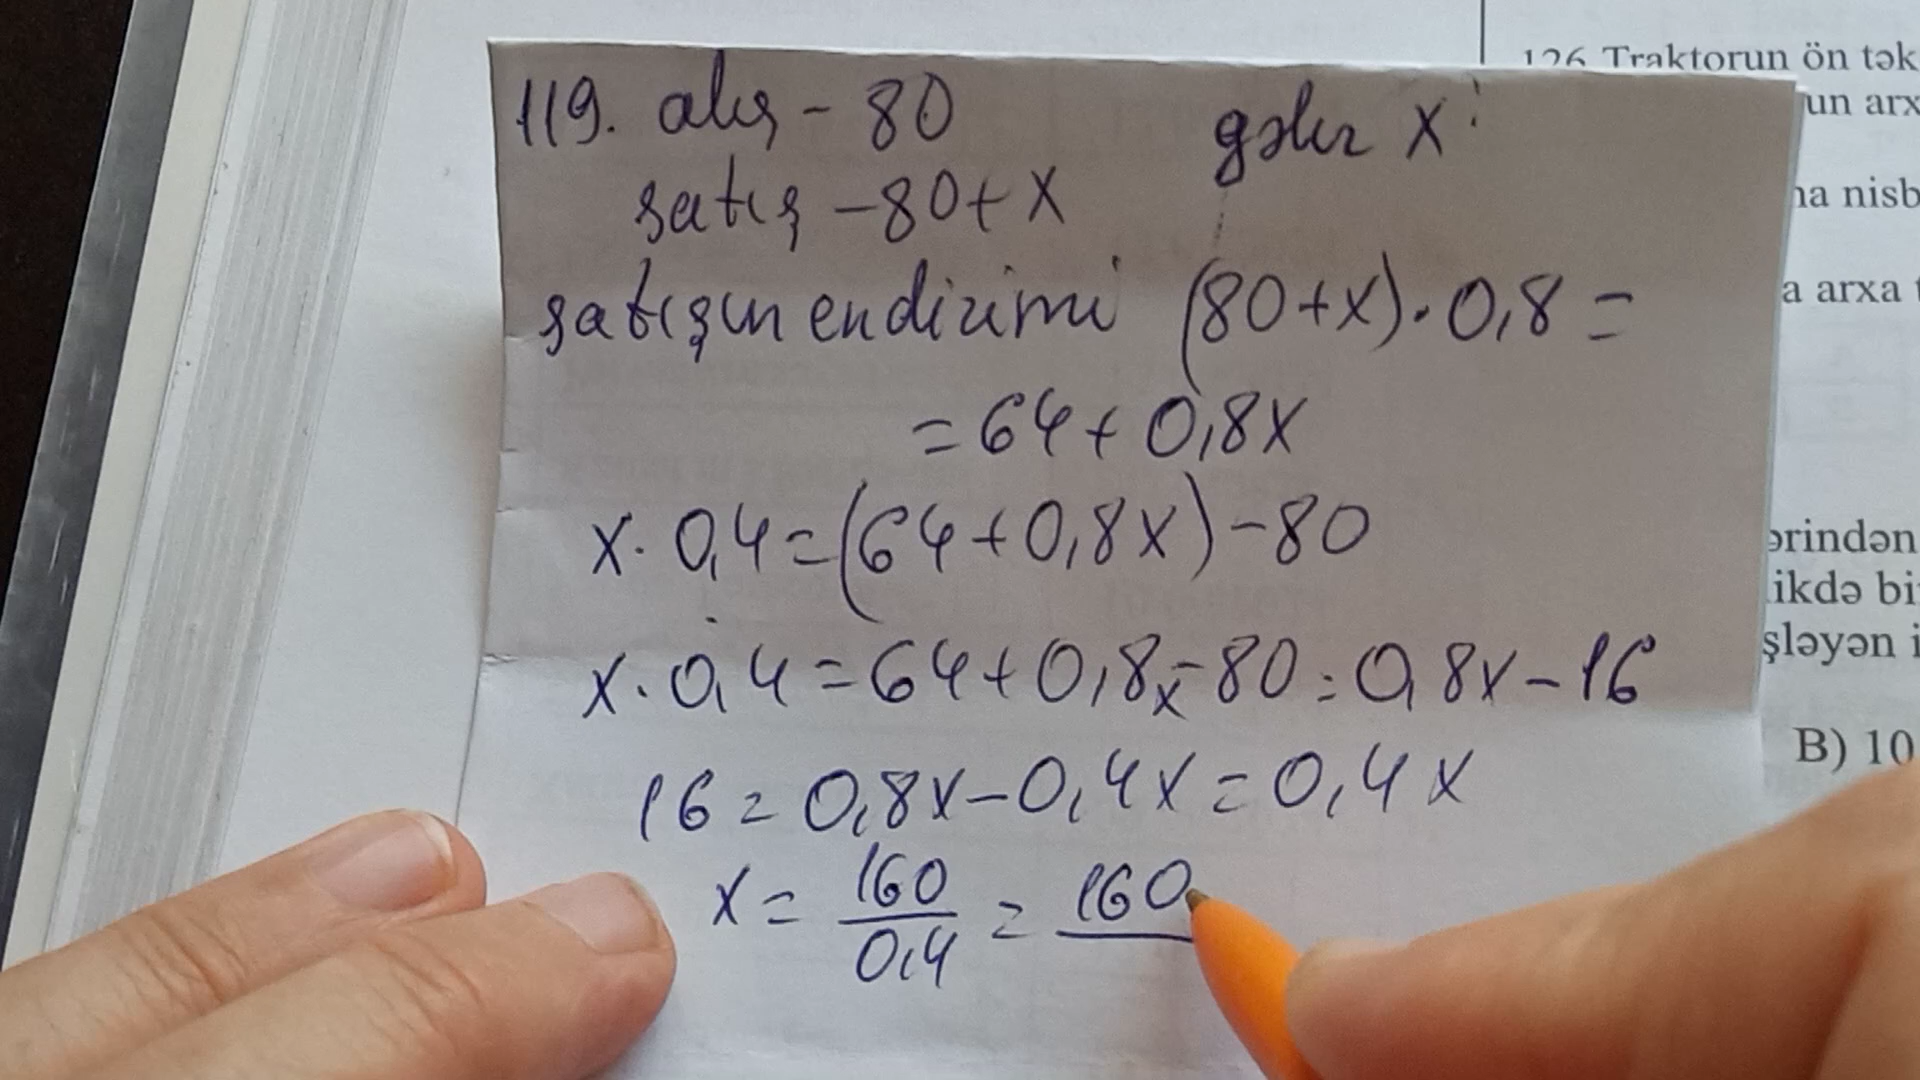 119. alış - 80 gəlir x
satış - 80 + x
satışın endirimi (80 + x) · 0,8 =
= 64 + 0,8x
x · 0,4 = (64 + 0,8x) - 80
x · 0,4 = 64 + 0,8x - 80 = 0,8x - 16
16 = 0,8x - 0,4x = 0,4x
x = 160/0,4 = 160
126 Traktorun ön tək
un arx
na nisb
a arxa t
ərindən
ikdə bi
şləyən i
B) 10